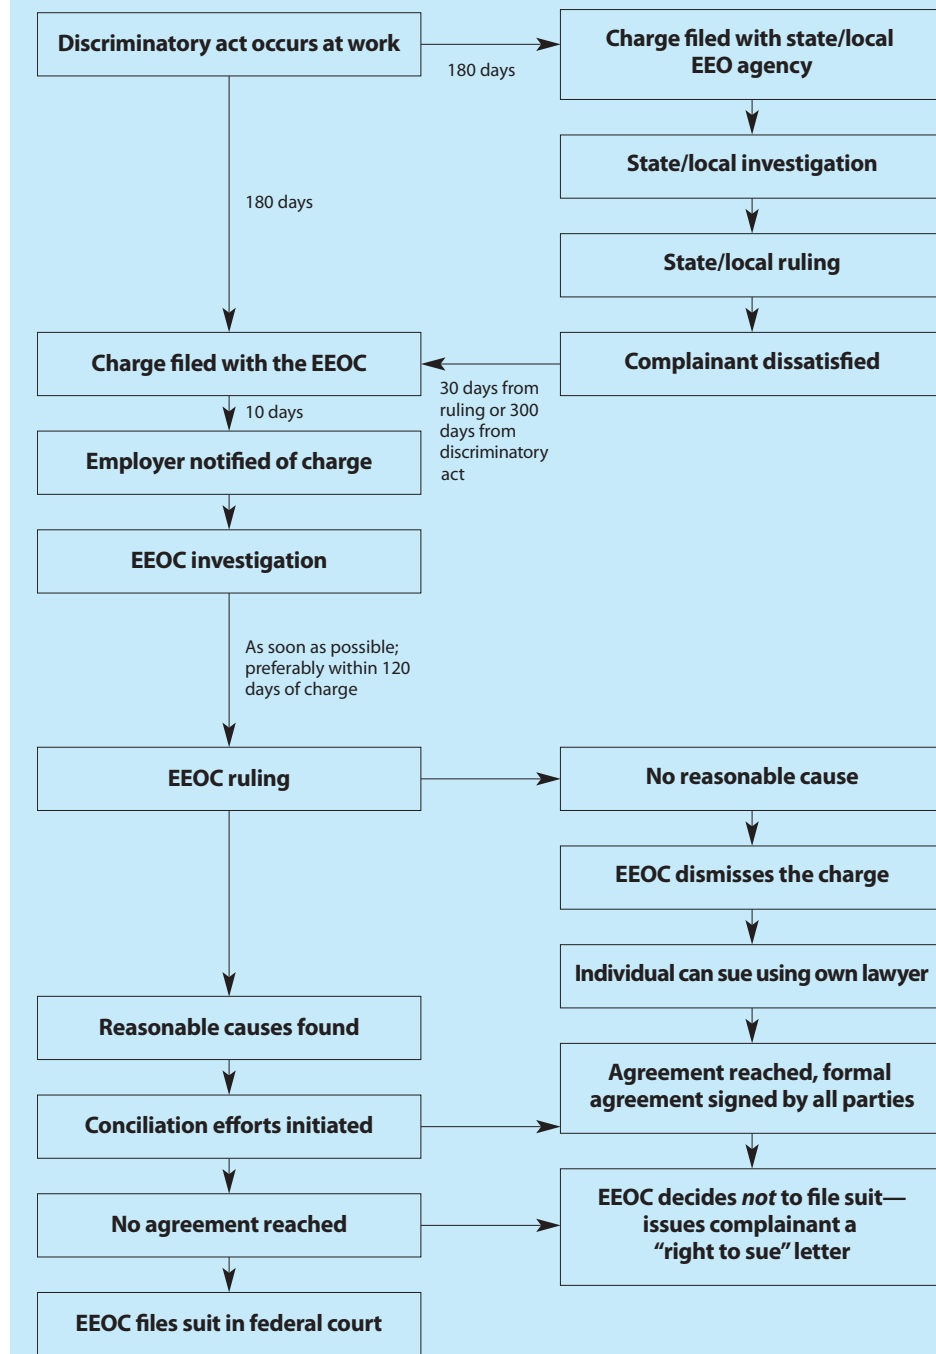 Discriminatory act occurs at work
180 days
Charge filed with state/local
EEO agency
State/local investigation
180 days
State/local ruling
Charge filed with the EEOC
Complainant dissatisfied
30 days from
ruling or 300
days from
discriminatory
act
10 days
Employer notified of charge
EEOC investigation
As soon as possible;
preferably within 120
days of charge
EEOC ruling
No reasonable cause
EEOC dismisses the charge
Individual can sue using own lawyer
Reasonable causes found
Agreement reached, formal
agreement signed by all parties
Conciliation efforts initiated
No agreement reached
EEOC decides not to file suit—
issues complainant a
“right to sue” letter
EEOC files suit in federal court